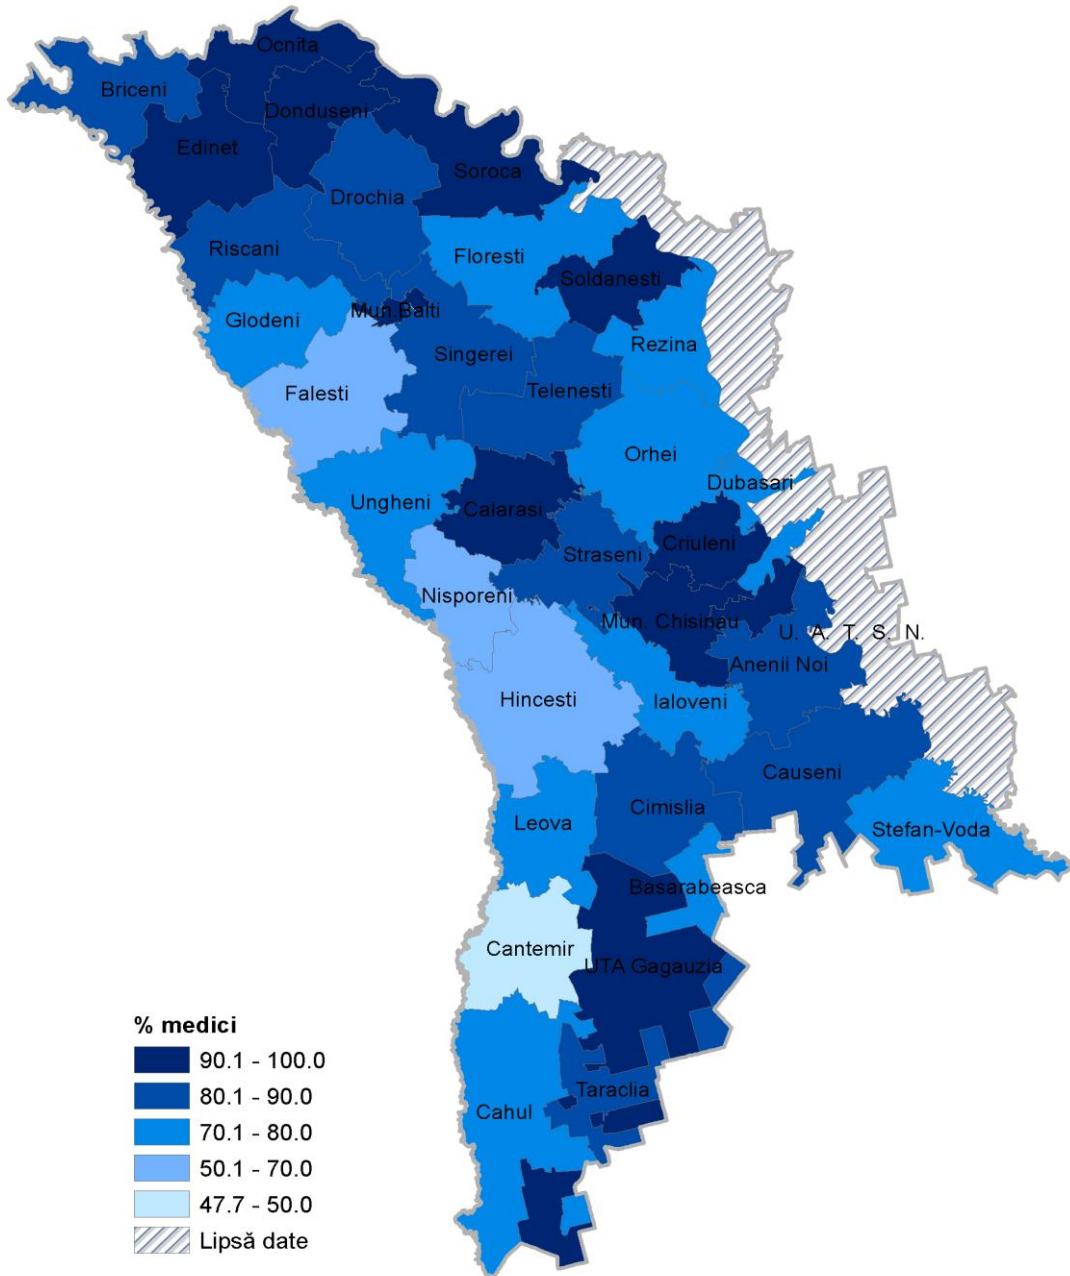 Ocnita
Briceni
Donduseni
Edinet
Soroca
Drochia
Riscani
Floresti
Soldanesti
Mun.Balti
Glodeni
Rezina
Singerei
Telenesti
Falesti
Orhei
Dubasari
Ungheni
Calarasi
Criuleni
Straseni
Nisporeni
Mun. Chisinau
U. A. T. S. N.
Anenii Noi
Hincesti
Ialoveni
Causeni
Cimislia
Leova
Stefan-Voda
Basarabeasca
Cantemir
UTA Gagauzia
Taraclia
Cahul
% medici
90.1 - 100.0
80.1 - 90.0
70.1 - 80.0
50.1 - 70.0
47.7 - 50.0
Lipsă date